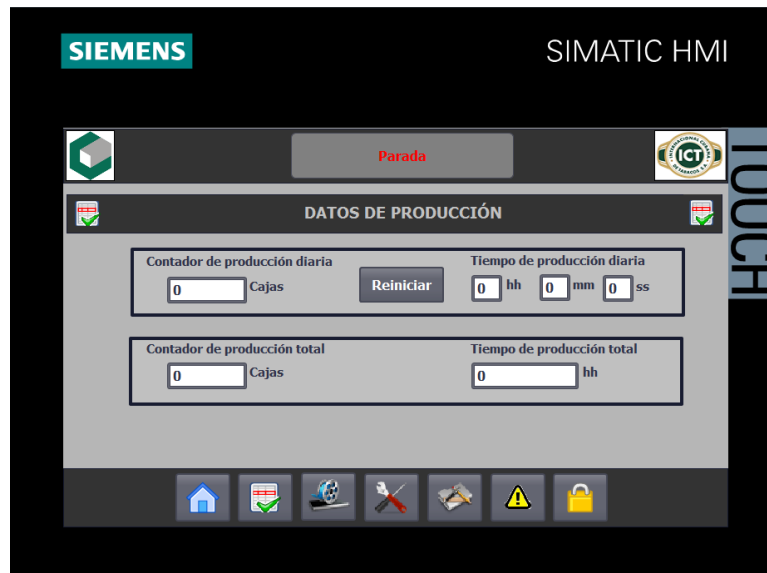 SIEMENS
SIMATIC HMI
TOUCH
Parada
ICT
DATOS DE PRODUCCIÓN
Contador de producción diaria
0 Cajas
Reiniciar
Tiempo de producción diaria
0 hh 0 mm 0 ss
Contador de producción total
0 Cajas
Tiempo de producción total
0 hh